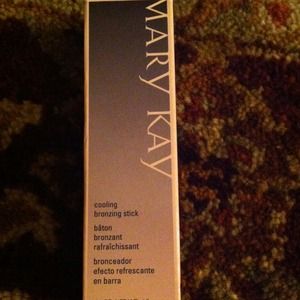 MARY KAY
cooling
bronzing stick
bâton
bronzant
rafraîchissant
bronceador
efecto refrescante
en barra